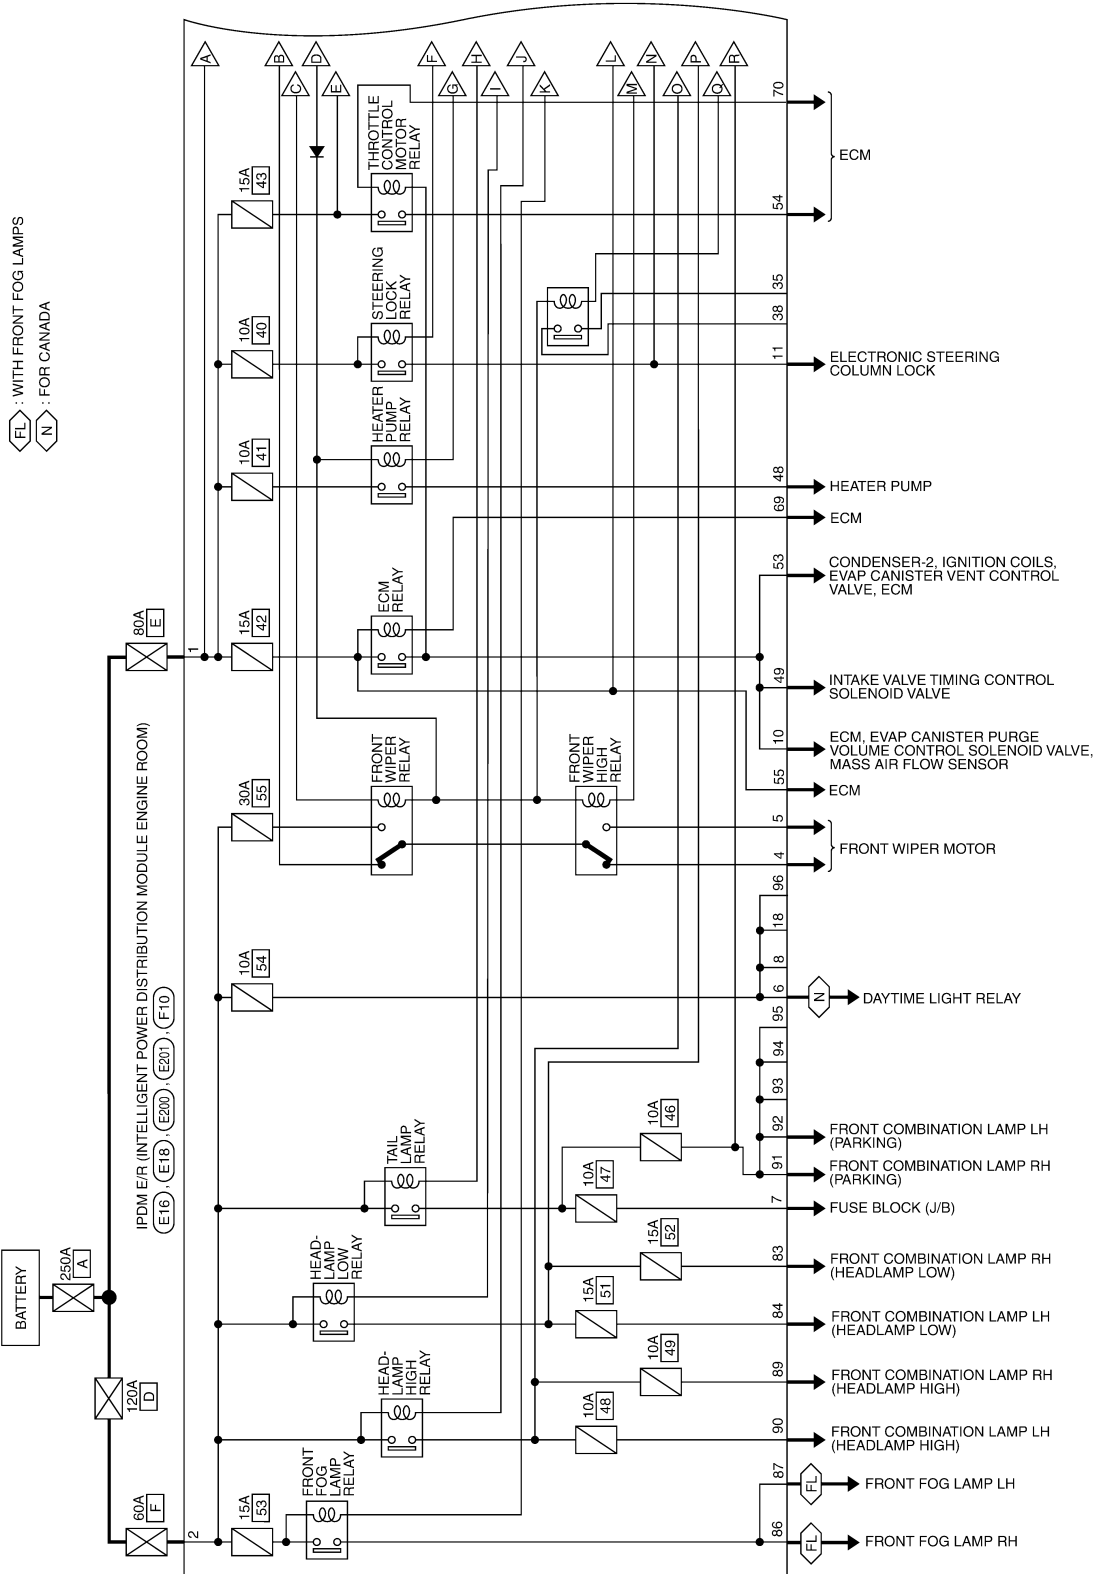 FL : WITH FRONT FOG LAMPS
N : FOR CANADA
A
B
C
D
E
F
G
H
I
J
K
L
M
N
O
P
Q
R
THROTTLE
CONTROL
MOTOR
RELAY
15A
43
70
54
ECM
STEERING
LOCK
RELAY
10A
40
35
38
11
ELECTRONIC STEERING
COLUMN LOCK
HEATER
PUMP
RELAY
10A
41
48
HEATER PUMP
69
ECM
53
CONDENSER-2, IGNITION COILS,
EVAP CANISTER VENT CONTROL
VALVE, ECM
80A
E
1
15A
42
ECM
RELAY
49
INTAKE VALVE TIMING CONTROL
SOLENOID VALVE
10
ECM, EVAP CANISTER PURGE
VOLUME CONTROL SOLENOID VALVE,
MASS AIR FLOW SENSOR
55
ECM
30A
55
FRONT
WIPER
RELAY
FRONT
WIPER
HIGH
RELAY
5
4
FRONT WIPER MOTOR
IPDM E/R (INTELLIGENT POWER DISTRIBUTION MODULE ENGINE ROOM)
E16 , E18 , E200 , E201 , F10
96
18
8
10A
54
6
N
DAYTIME LIGHT RELAY
95
94
93
92
FRONT COMBINATION LAMP LH
(PARKING)
10A
46
91
FRONT COMBINATION LAMP RH
(PARKING)
TAIL
LAMP
RELAY
10A
47
7
FUSE BLOCK (J/B)
15A
52
83
FRONT COMBINATION LAMP RH
(HEADLAMP LOW)
BATTERY
250A
A
HEAD-
LAMP
LOW
RELAY
15A
51
84
FRONT COMBINATION LAMP LH
(HEADLAMP LOW)
120A
D
10A
49
89
FRONT COMBINATION LAMP RH
(HEADLAMP HIGH)
HEAD-
LAMP
HIGH
RELAY
10A
48
90
FRONT COMBINATION LAMP LH
(HEADLAMP HIGH)
87
FL
FRONT FOG LAMP LH
60A
F
2
15A
53
FRONT
FOG
LAMP
RELAY
86
FL
FRONT FOG LAMP RH